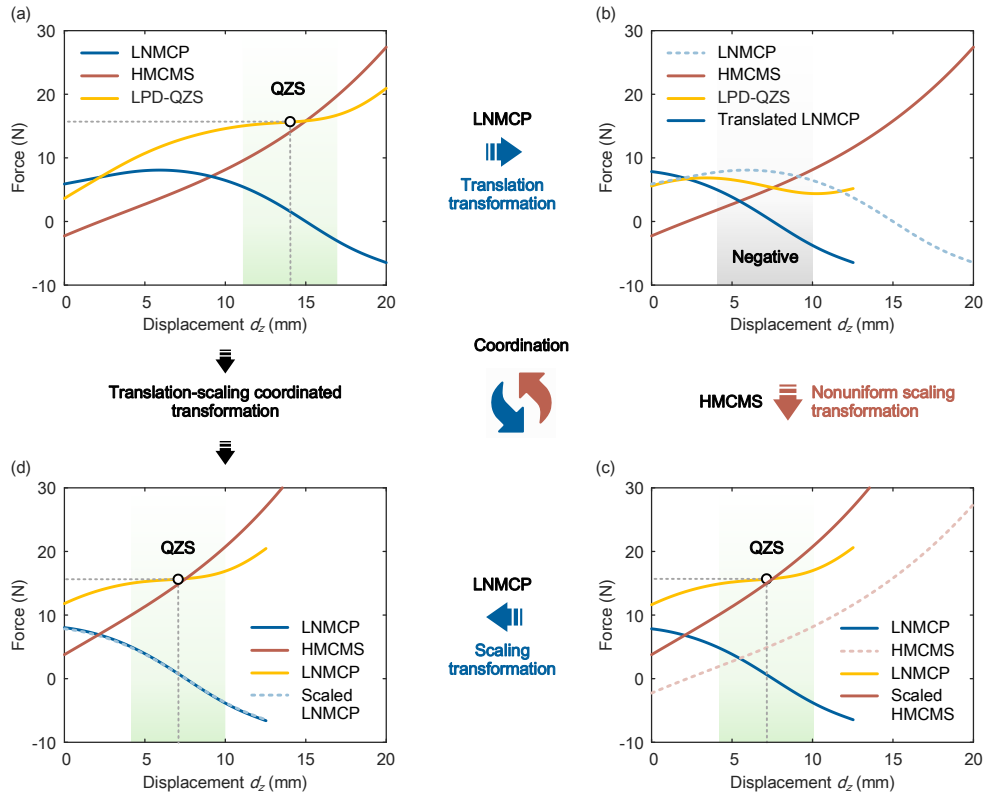 (a)
30
20
10
0
-10
Force (N)
LNMCP
HMCMS
LPD-QZS
QZS
0
5
10
15
20
Displacement d_z (mm)
LNMCP
Translation
transformation
(b)
30
20
10
0
-10
Force (N)
LNMCP
HMCMS
LPD-QZS
Translated LNMCP
Negative
0
5
10
15
20
Displacement d_z (mm)
Translation-scaling coordinated
transformation
Coordination
HMCMS
Nonuniform scaling
transformation
(d)
30
20
10
0
-10
Force (N)
QZS
LNMCP
HMCMS
LNMCP
Scaled
LNMCP
0
5
10
15
20
Displacement d_z (mm)
LNMCP
Scaling
transformation
(c)
30
20
10
0
-10
Force (N)
QZS
LNMCP
HMCMS
LNMCP
Scaled
HMCMS
0
5
10
15
20
Displacement d_z (mm)